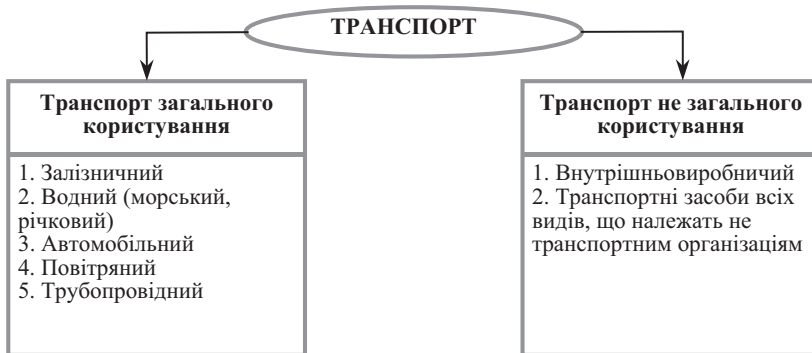 ТРАНСПОРТ
Транспорт загального
користування
1. Залізничний
2. Водний (морський,
річковий)
3. Автомобільний
4. Повітряний
5. Трубопровідний
Транспорт не загального
користування
1. Внутрішньовиробничий
2. Транспортні засоби всіх
видів, що належать не
транспортним організаціям